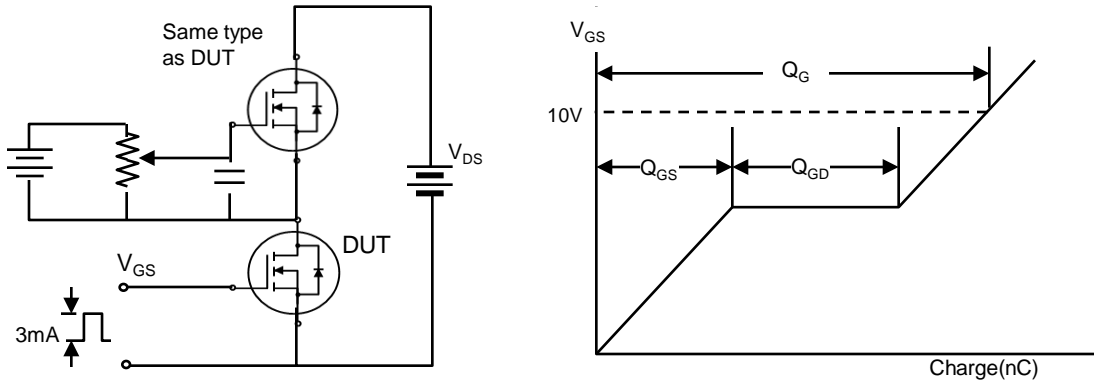 Same type
as DUT
V_DS
DUT
V_GS
3mA
V_GS
Q_G
10V
Q_GS
Q_GD
Charge(nC)